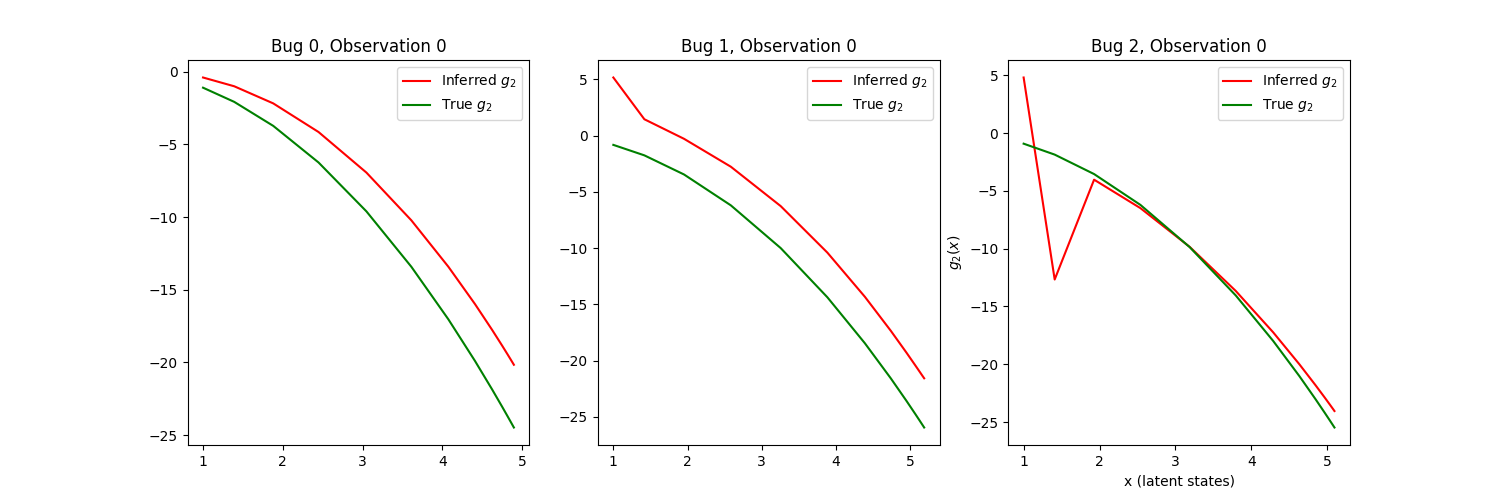 Bug 0, Observation 0
Inferred g₂
True g₂
0
−5
−10
−15
−20
−25
1 2 3 4 5
Bug 1, Observation 0
Inferred g₂
True g₂
5
0
−5
−10
−15
−20
−25
1 2 3 4 5
Bug 2, Observation 0
Inferred g₂
True g₂
g₂(x)
5
0
−5
−10
−15
−20
−25
1 2 3 4 5
x (latent states)